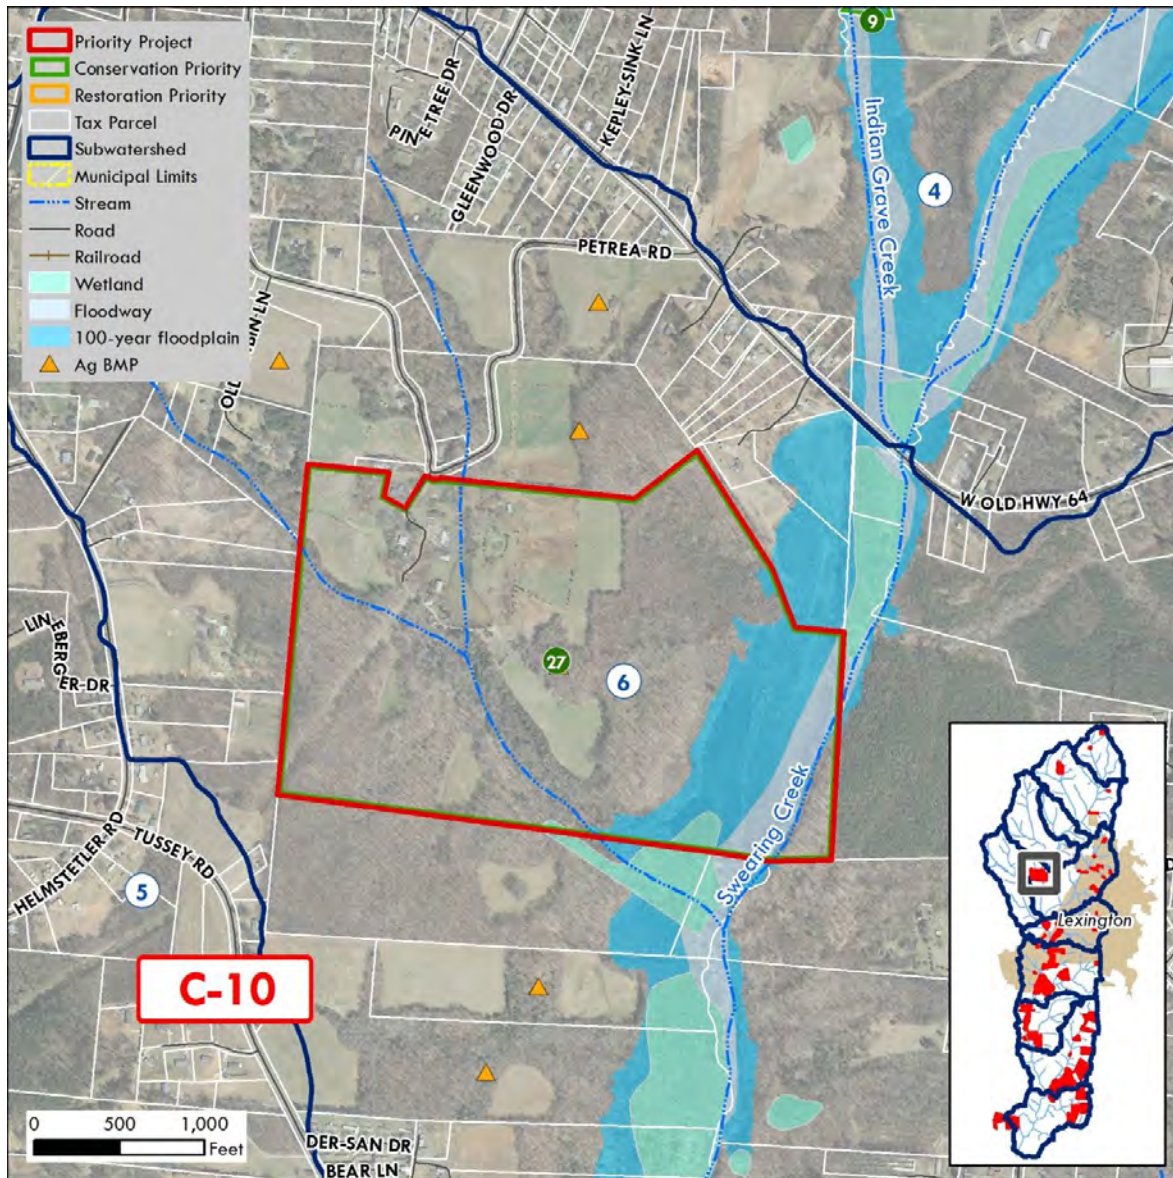 Priority Project
Conservation Priority
Restoration Priority
Tax Parcel
Subwatershed
Municipal Limits
Stream
Road
Railroad
Wetland
Floodway
100-year floodplain
Ag BMP
PINETREE DR
GLENWOOD DR
KEPLEY-SINK LN
9
Indian Grave Creek
4
PETREA RD
W OLD HWY 64
27
6
LINEBERGER-DR
HELMSTETLER RD
TUSSEY RD
5
Swearing Creek
C-10
Lexington
0 500 1,000
Feet
DER-SAN DR
BEAR LN